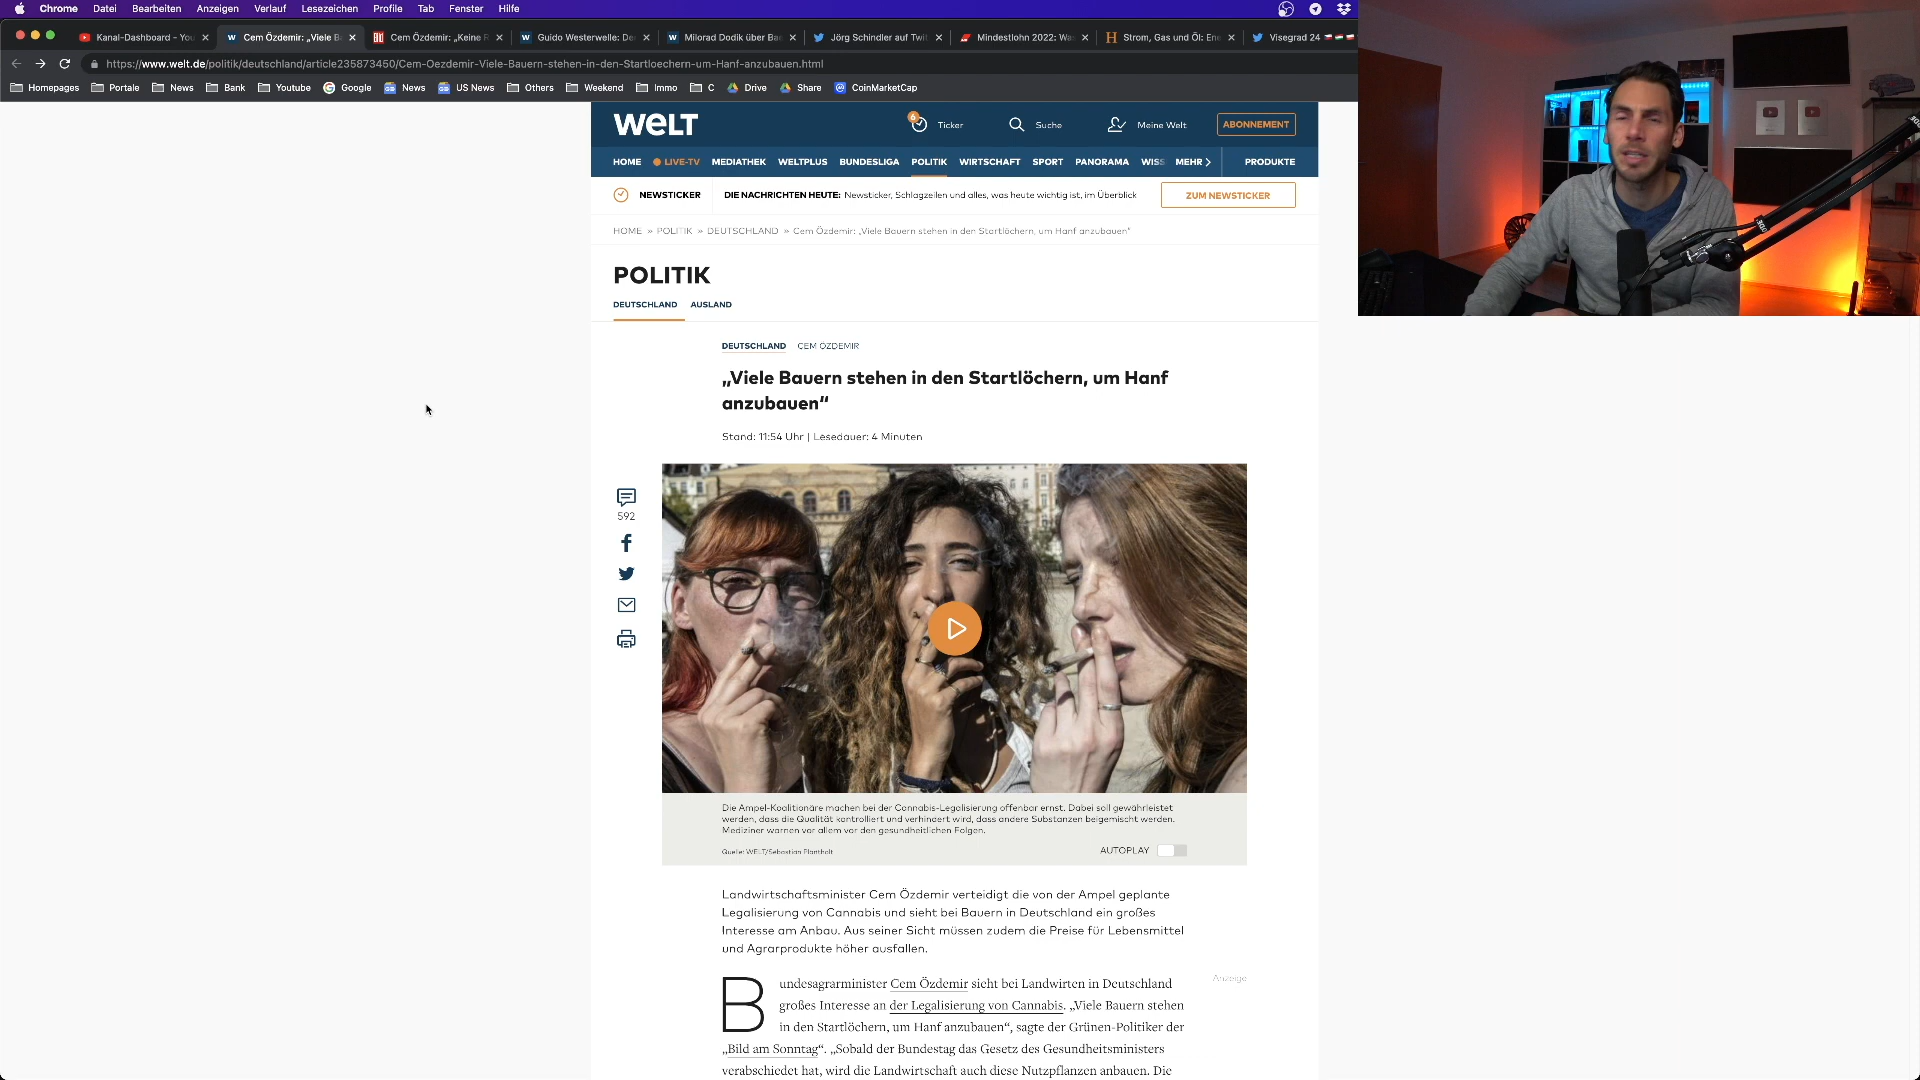 Chrome Datei Bearbeiten Anzeigen Verlauf Lesezeichen Profile Tab Fenster Hilfe
Kanal-Dashboard - You
Cem Özdemir: „Viele B
Cem Özdemir: „Keine R
Guido Westerwelle: De
Milorad Dodik über Ba
Jörg Schindler auf Twit
Mindestlohn 2022: Wa
Strom, Gas und Öl: Ene
Visegrad 24
https://www.welt.de/politik/deutschland/article235873450/Cem-Oezdemir-Viele-Bauern-stehen-in-den-Startloechern-um-Hanf-anzubauen.html
Homepages Portale News Bank Youtube Google News US News Others Weekend Immo C Drive Share CoinMarketCap
WELT
6
Ticker Suche Meine Welt ABONNEMENT
HOME LIVE-TV MEDIATHEK WELTPLUS BUNDESLIGA POLITIK WIRTSCHAFT SPORT PANORAMA WISS MEHR PRODUKTE
NEWSTICKER DIE NACHRICHTEN HEUTE: Newsticker, Schlagzeilen und alles, was heute wichtig ist, im Überblick ZUM NEWSTICKER
HOME » POLITIK » DEUTSCHLAND » Cem Özdemir: „Viele Bauern stehen in den Startlöchern, um Hanf anzubauen“
POLITIK
DEUTSCHLAND AUSLAND
DEUTSCHLAND CEM ÖZDEMIR
„Viele Bauern stehen in den Startlöchern, um Hanf
anzubauen“
Stand: 11:54 Uhr | Lesedauer: 4 Minuten
592
Die Ampel-Koalitionäre machen bei der Cannabis-Legalisierung offenbar ernst. Dabei soll gewährleistet
werden, dass die Qualität kontrolliert und verhindert wird, dass andere Substanzen beigemischt werden.
Mediziner warnen vor allem vor den gesundheitlichen Folgen.
Quelle: WELT/Sebastian Plantholt
AUTOPLAY
Landwirtschaftsminister Cem Özdemir verteidigt die von der Ampel geplante
Legalisierung von Cannabis und sieht bei Bauern in Deutschland ein großes
Interesse am Anbau. Aus seiner Sicht müssen zudem die Preise für Lebensmittel
und Agrarprodukte höher ausfallen.
Anzeige
Bundesagrarminister Cem Özdemir sieht bei Landwirten in Deutschland
großes Interesse an der Legalisierung von Cannabis. „Viele Bauern stehen
in den Startlöchern, um Hanf anzubauen“, sagte der Grünen-Politiker der
„Bild am Sonntag“. „Sobald der Bundestag das Gesetz des Gesundheitsministers
verabschiedet hat, wird die Landwirtschaft auch diese Nutzpflanzen anbauen. Die